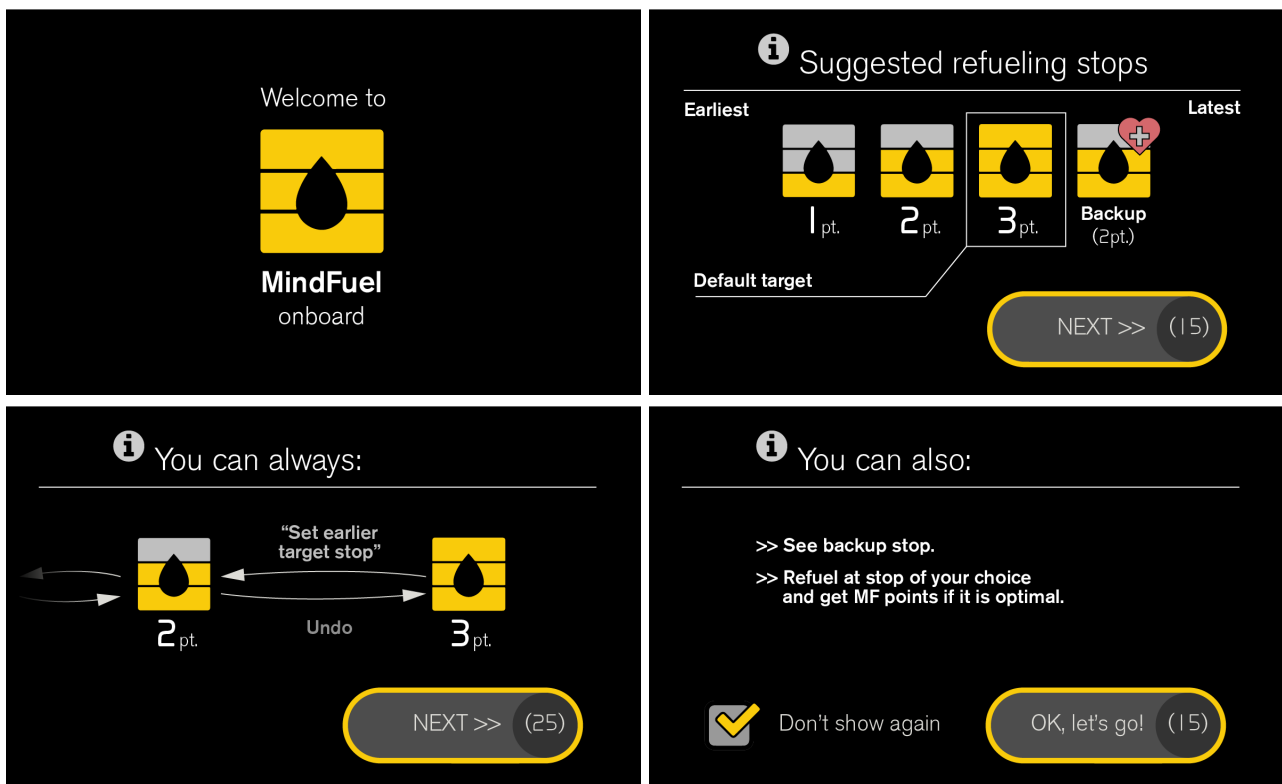 Welcome to
MindFuel
onboard
i Suggested refueling stops
Earliest
Latest
1 pt.
2 pt.
3 pt.
Backup
(2pt.)
Default target
NEXT >> (15)
i You can always:
"Set earlier
target stop"
Undo
2 pt.
3 pt.
NEXT >> (25)
i You can also:
>> See backup stop.
>> Refuel at stop of your choice
and get MF points if it is optimal.
Don't show again
OK, let's go! (15)